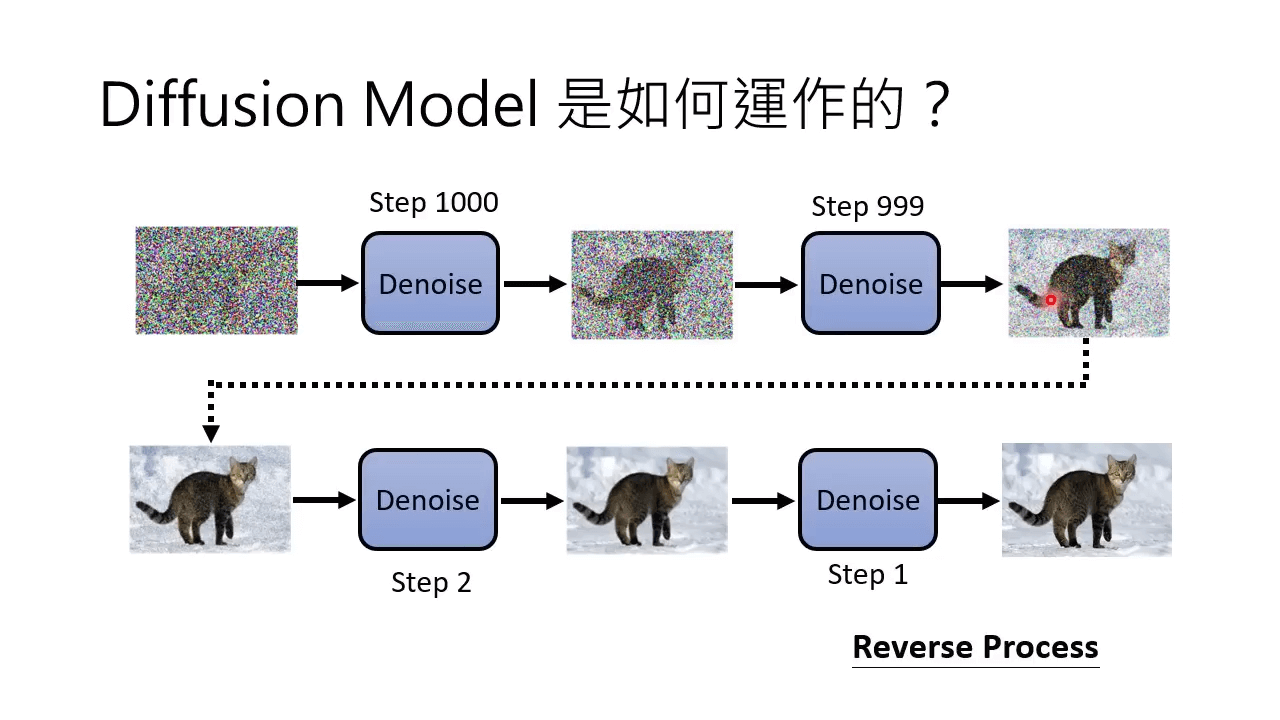 Diffusion Model 是如何運作的？
Step 1000
Step 999
Denoise
Denoise
Denoise
Denoise
Step 2
Step 1
Reverse Process